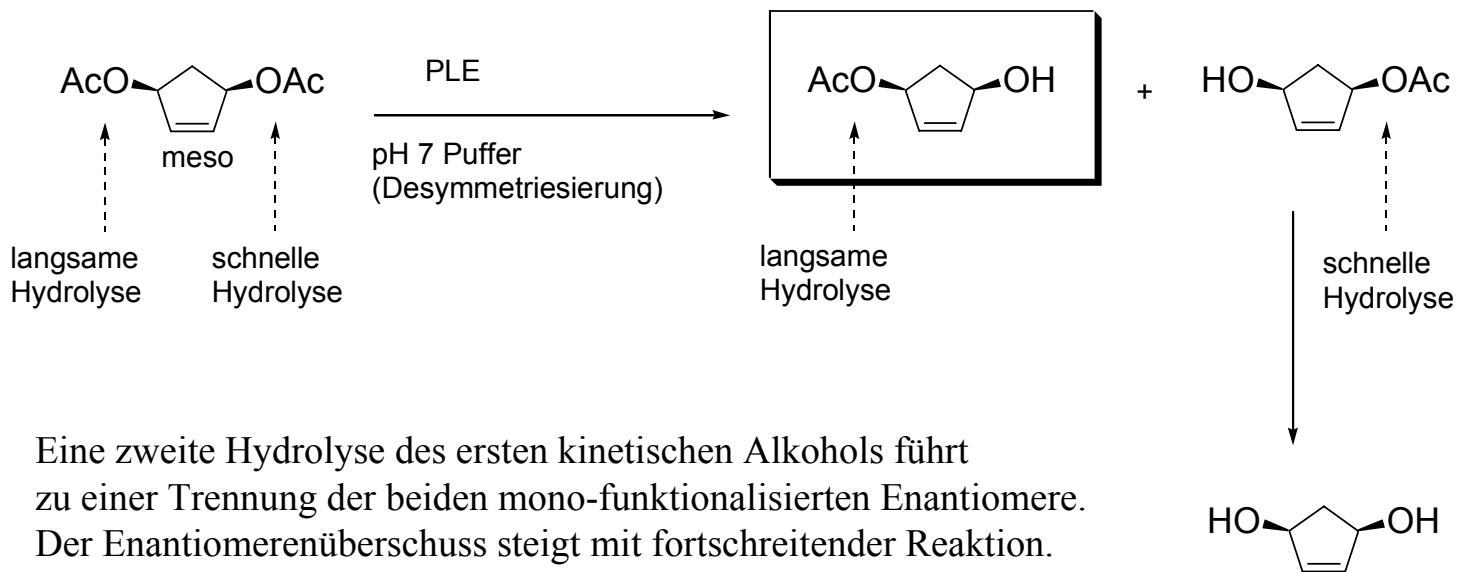 AcO OAc
meso
langsame
Hydrolyse
schnelle
Hydrolyse
PLE
pH 7 Puffer
(Desymmetriesierung)
AcO OH
langsame
Hydrolyse
+
HO OAc
schnelle
Hydrolyse
HO OH
Eine zweite Hydrolyse des ersten kinetischen Alkohols führt
zu einer Trennung der beiden mono-funktionalisierten Enantiomere.
Der Enantiomerenüberschuss steigt mit fortschreitender Reaktion.